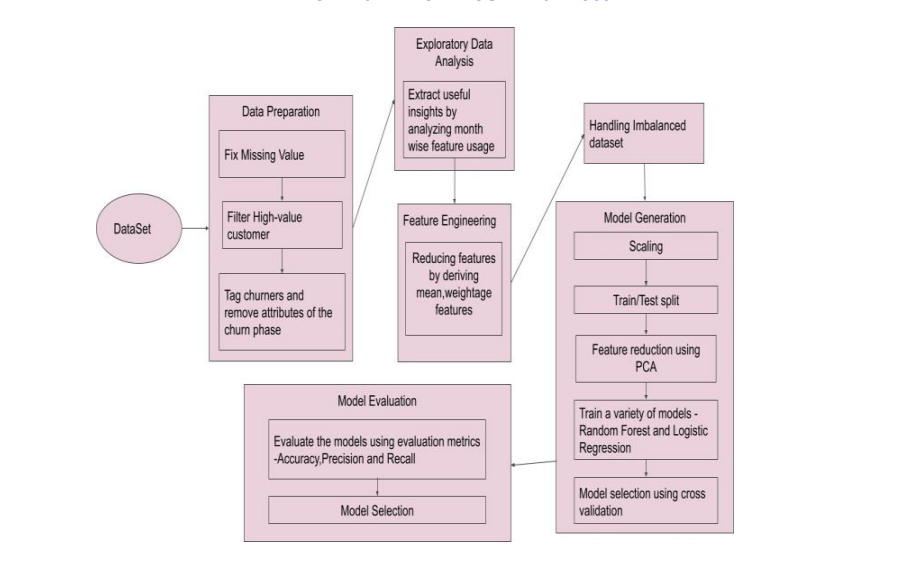 DataSet
Data Preparation
Fix Missing Value
Filter High-value
customer
Tag churners and
remove attributes of the
churn phase
Exploratory Data
Analysis
Extract useful
insights by
analyzing month
wise feature usage
Feature Engineering
Reducing features
by deriving
mean,weightage
features
Handling Imbalanced
dataset
Model Generation
Scaling
Train/Test split
Feature reduction using
PCA
Train a variety of models -
Random Forest and Logistic
Regression
Model selection using cross
validation
Model Evaluation
Evaluate the models using evaluation metrics
-Accuracy,Precision and Recall
Model Selection